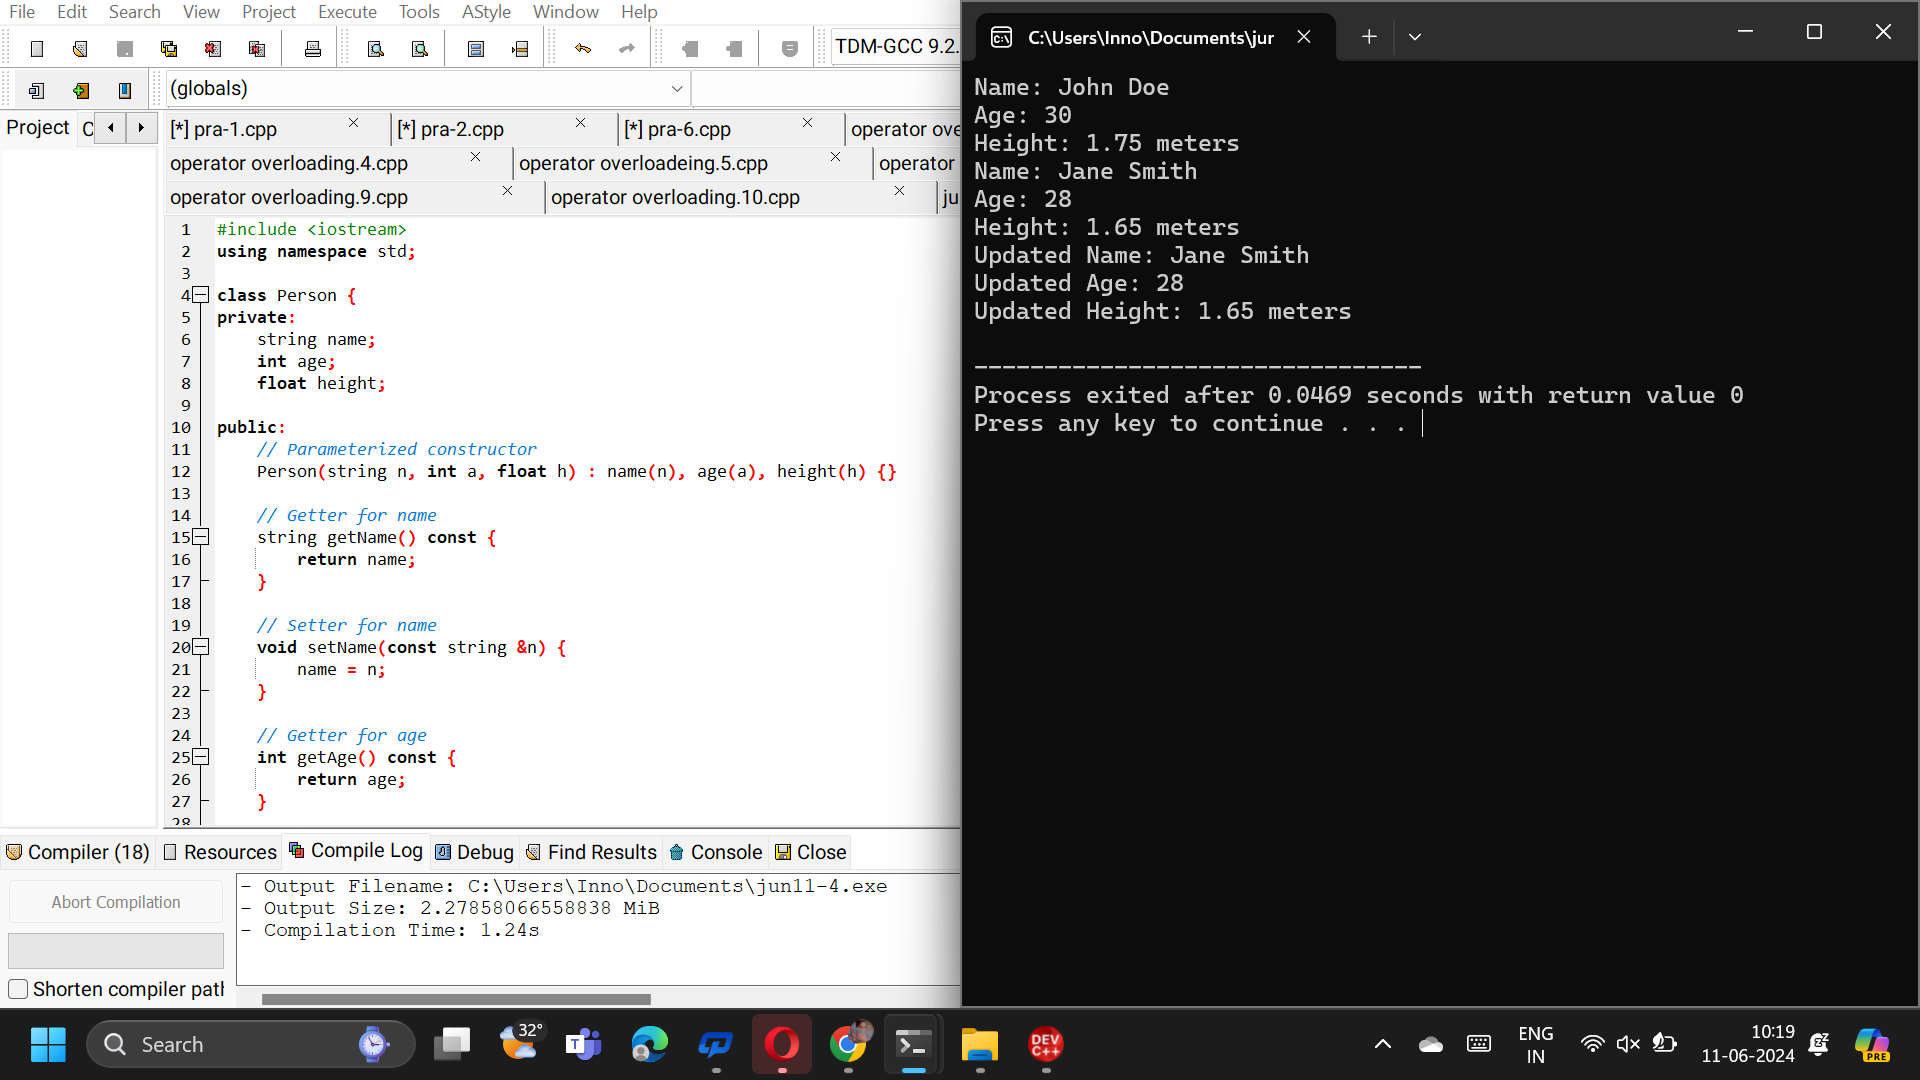 File Edit Search View Project Execute Tools AStyle Window Help
TDM-GCC 9.2.
(globals)
Project
[*] pra-1.cpp [*] pra-2.cpp [*] pra-6.cpp operator ove
operator overloading.4.cpp operator overloadeing.5.cpp operator
operator overloading.9.cpp operator overloading.10.cpp ju
1 #include <iostream>
2 using namespace std;
3
4 class Person {
5 private:
6 string name;
7 int age;
8 float height;
9
10 public:
11 // Parameterized constructor
12 Person(string n, int a, float h) : name(n), age(a), height(h) {}
13
14 // Getter for name
15 string getName() const {
16 return name;
17 }
18
19 // Setter for name
20 void setName(const string &n) {
21 name = n;
22 }
23
24 // Getter for age
25 int getAge() const {
26 return age;
27 }
28
Compiler (18) Resources Compile Log Debug Find Results Console Close
Abort Compilation
Shorten compiler path
- Output Filename: C:\Users\Inno\Documents\jun11-4.exe
- Output Size: 2.27858066558838 MiB
- Compilation Time: 1.24s
C:\Users\Inno\Documents\jur
Name: John Doe
Age: 30
Height: 1.75 meters
Name: Jane Smith
Age: 28
Height: 1.65 meters
Updated Name: Jane Smith
Updated Age: 28
Updated Height: 1.65 meters
--------------------------------
Process exited after 0.0469 seconds with return value 0
Press any key to continue . . .
Search
32°
DEV
C++
ENG
IN
10:19
11-06-2024
PRE